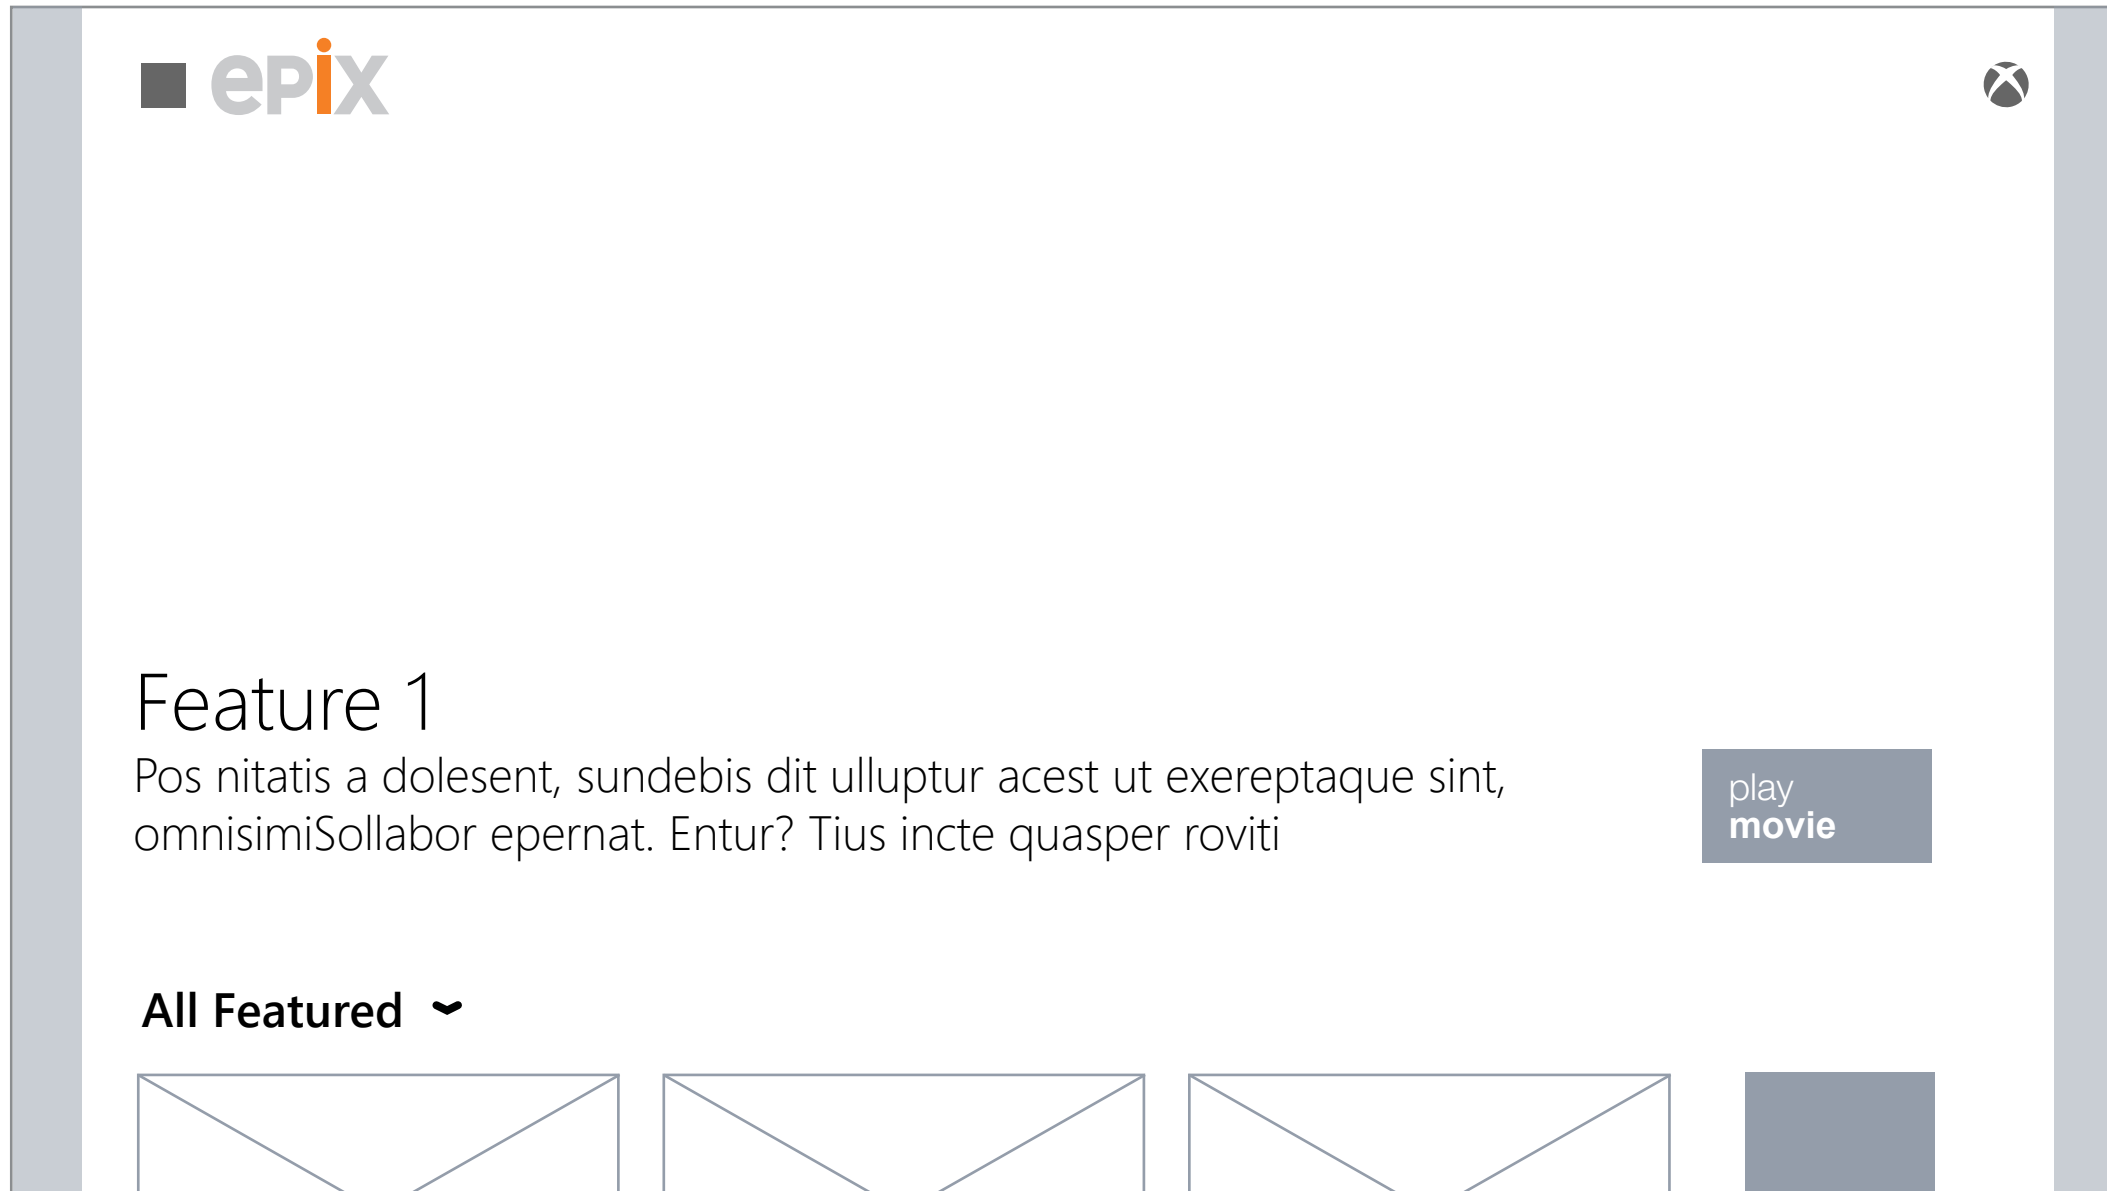 epix
Feature 1
Pos nitatis a dolesent, sundebis dit ulluptur acest ut exereptaque sint,
omnisimiSollabor epernat. Entur? Tius incte quasper roviti
play
movie
All Featured